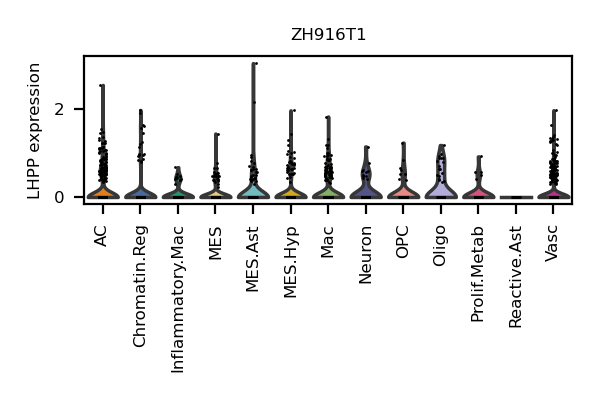 ZH916T1
LHPP expression
2
0
AC
Chromatin.Reg
Inflammatory.Mac
MES
MES.Ast
MES.Hyp
Mac
Neuron
OPC
Oligo
Prolif.Metab
Reactive.Ast
Vasc